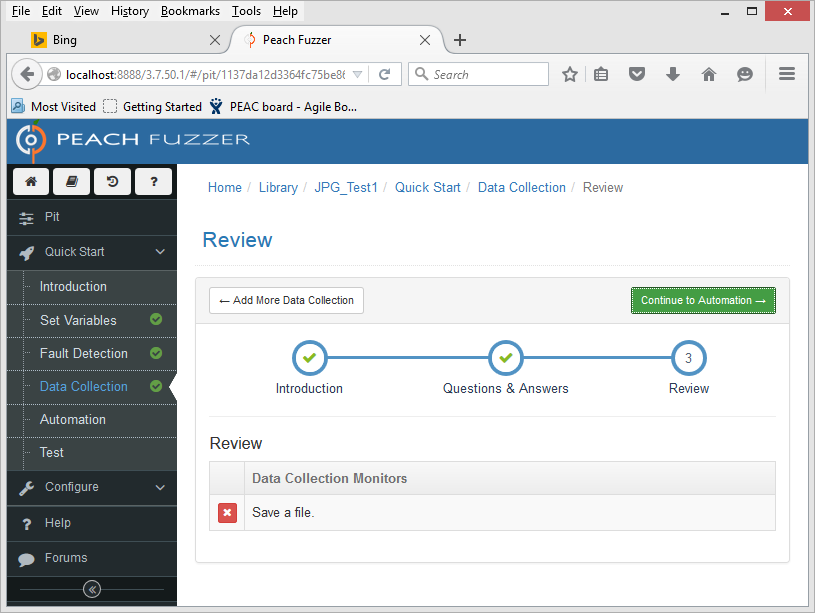 File Edit View History Bookmarks Tools Help
Bing
Peach Fuzzer
localhost:8888/3.7.50.1/#/pit/1137da12d3364fc75be86
Search
Most Visited Getting Started PEAC board - Agile Bo...
PEACH FUZZER
?
Home / Library / JPG_Test1 / Quick Start / Data Collection / Review
Pit
Quick Start
Introduction
Set Variables
Fault Detection
Data Collection
Automation
Test
Configure
? Help
Forums
Review
← Add More Data Collection
Continue to Automation →
3
Introduction Questions & Answers Review
Review
Data Collection Monitors
Save a file.